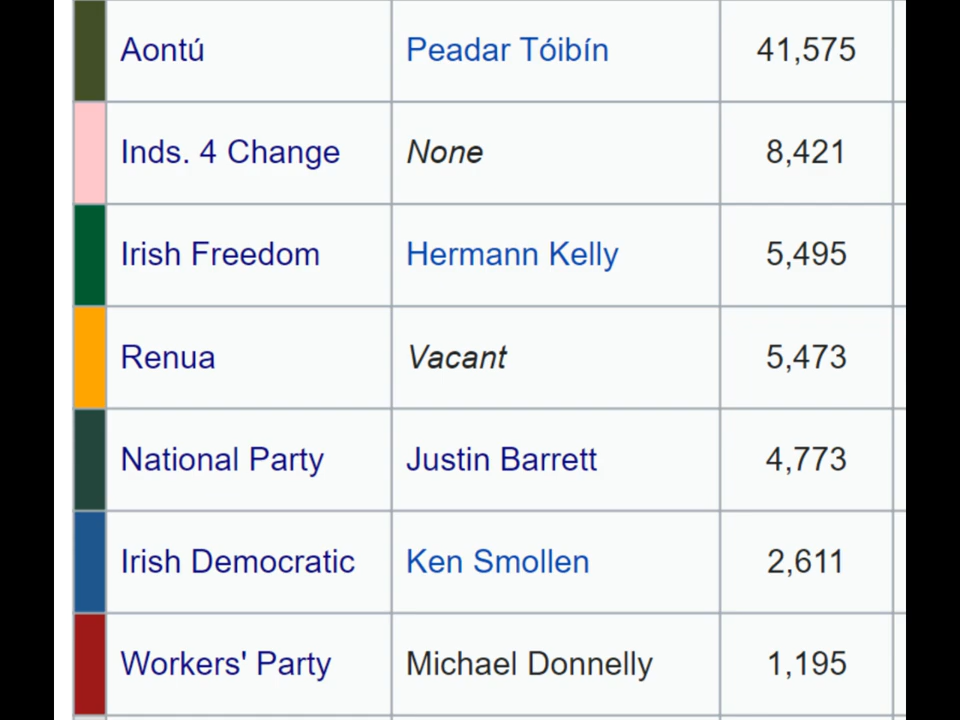 Aontú Peadar Tóibín 41,575
Inds. 4 Change None 8,421
Irish Freedom Hermann Kelly 5,495
Renua Vacant 5,473
National Party Justin Barrett 4,773
Irish Democratic Ken Smollen 2,611
Workers' Party Michael Donnelly 1,195